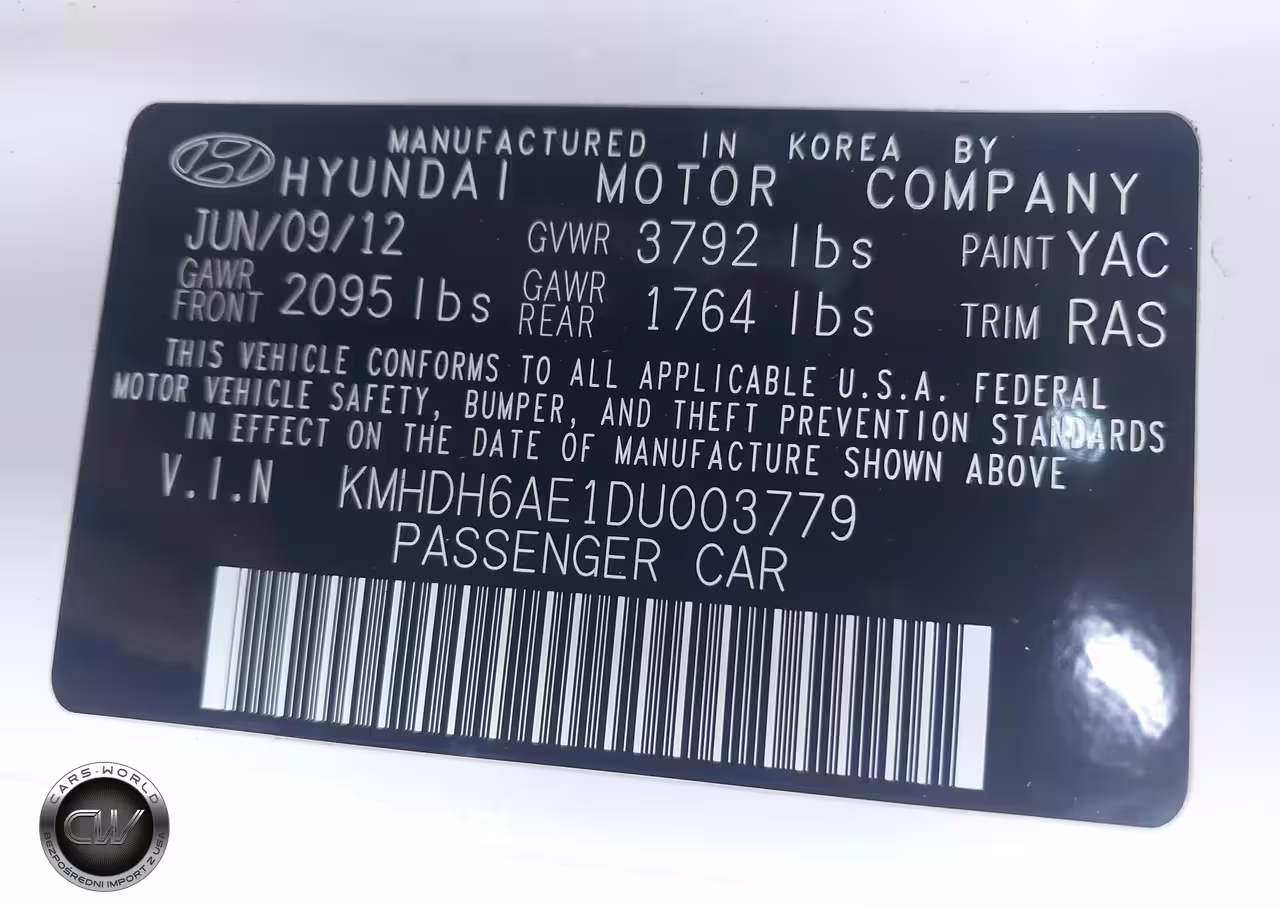 MANUFACTURED IN KOREA BY
HYUNDAI MOTOR COMPANY
JUN/09/12 GVWR 3792 lbs PAINT YAC
GAWR FRONT 2095 lbs GAWR REAR 1764 lbs TRIM RAS
THIS VEHICLE CONFORMS TO ALL APPLICABLE U.S.A. FEDERAL
MOTOR VEHICLE SAFETY, BUMPER, AND THEFT PREVENTION STANDARDS
IN EFFECT ON THE DATE OF MANUFACTURE SHOWN ABOVE
V.I.N KMHDH6AE1DU003779
PASSENGER CAR
CARS-WORLD
CW
BEZPOŚREDNI IMPORT Z USA